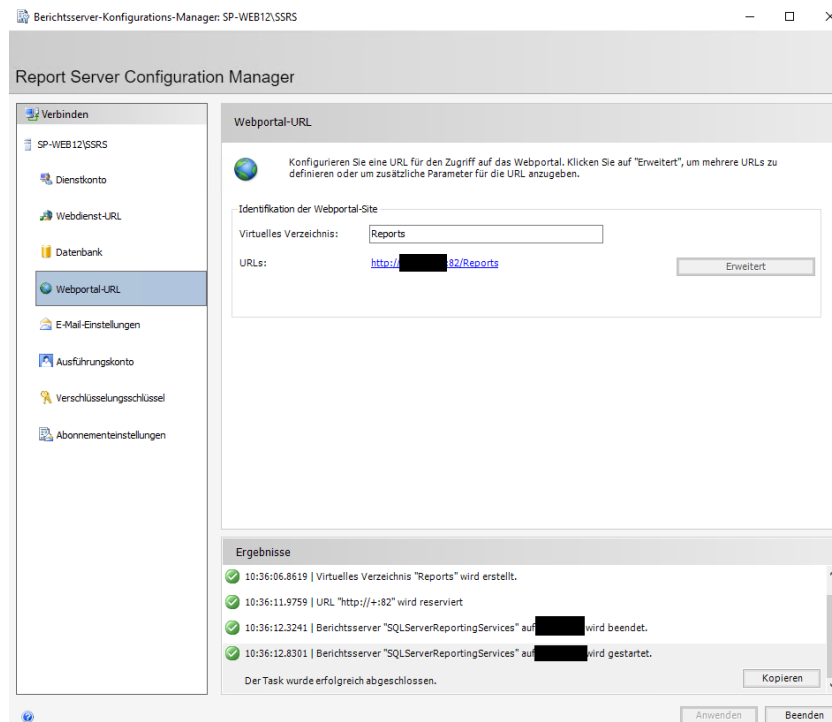 Berichtsserver-Konfigurations-Manager: SP-WEB12\SSRS
Report Server Configuration Manager
Verbinden
SP-WEB12\SSRS
Dienstkonto
Webdienst-URL
Datenbank
Webportal-URL
E-Mail-Einstellungen
Ausführungskonto
Verschlüsselungsschlüssel
Abonnementeinstellungen
Webportal-URL
Konfigurieren Sie eine URL für den Zugriff auf das Webportal. Klicken Sie auf "Erweitert", um mehrere URLs zu
definieren oder um zusätzliche Parameter für die URL anzugeben.
Identifikation der Webportal-Site
Virtuelles Verzeichnis: Reports
URLs: http:// :82/Reports Erweitert
Ergebnisse
10:36:06.8619 | Virtuelles Verzeichnis "Reports" wird erstellt.
10:36:11.9759 | URL "http://+:82" wird reserviert
10:36:12.3241 | Berichtsserver "SQLServerReportingServices" auf wird beendet.
10:36:12.8301 | Berichtsserver "SQLServerReportingServices" auf wird gestartet.
Der Task wurde erfolgreich abgeschlossen. Kopieren
Anwenden Beenden